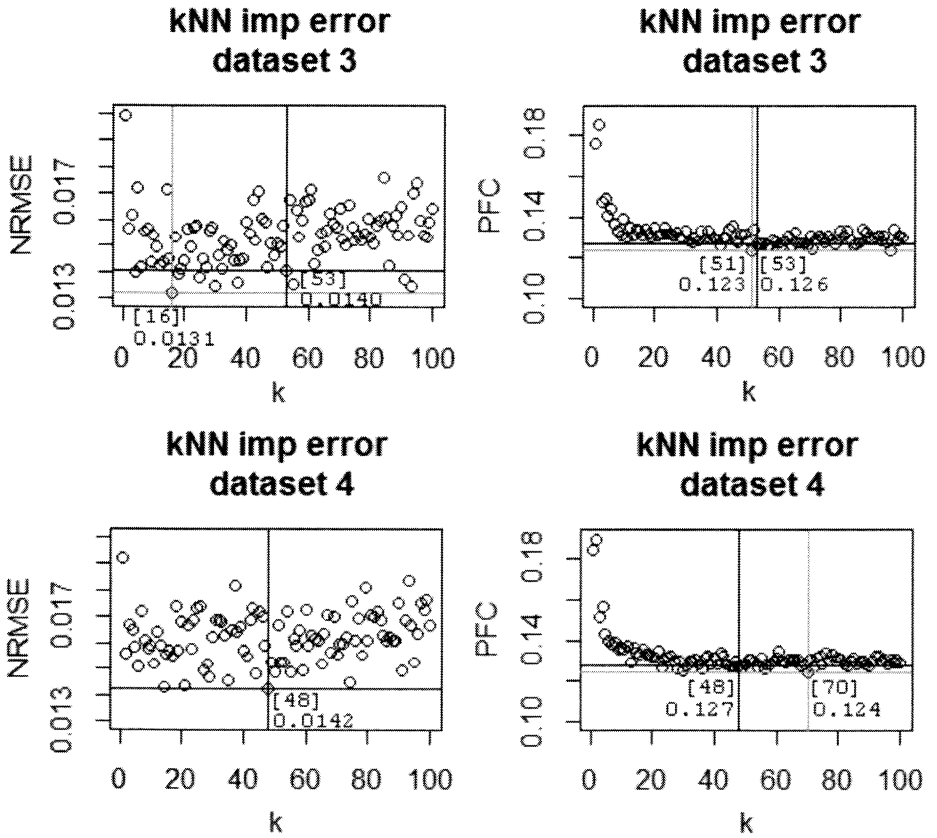 kNN imp error
dataset 3
NRMSE
0.017
0.013
[53]
0.0140
[16]
0.0131
0 20 40 60 80 100
k
kNN imp error
dataset 3
PFC
0.18
0.14
0.10
[51] [53]
0.123 0.126
0 20 40 60 80 100
k
kNN imp error
dataset 4
NRMSE
0.017
0.013
[48]
0.0142
0 20 40 60 80 100
k
kNN imp error
dataset 4
PFC
0.18
0.14
0.10
[48] [70]
0.127 0.124
0 20 40 60 80 100
k